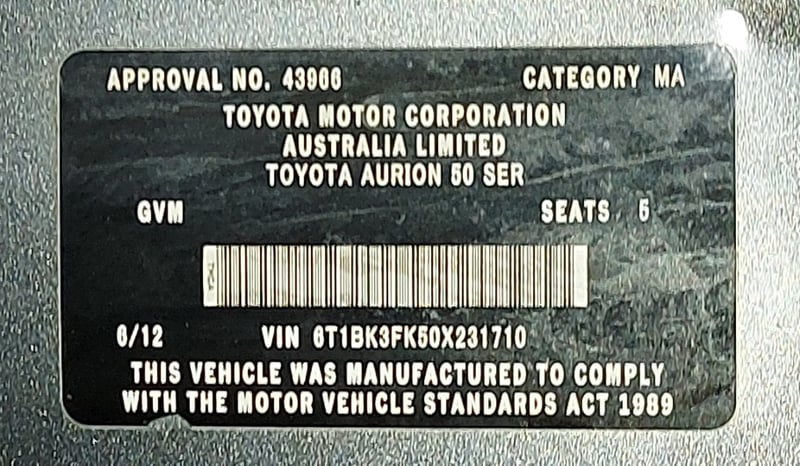 APPROVAL NO. 43966 CATEGORY MA
TOYOTA MOTOR CORPORATION
AUSTRALIA LIMITED
TOYOTA AURION 50 SER
GVM SEATS 5
6/12 VIN 6T1BK3FK50X231710
THIS VEHICLE WAS MANUFACTURED TO COMPLY
WITH THE MOTOR VEHICLE STANDARDS ACT 1989